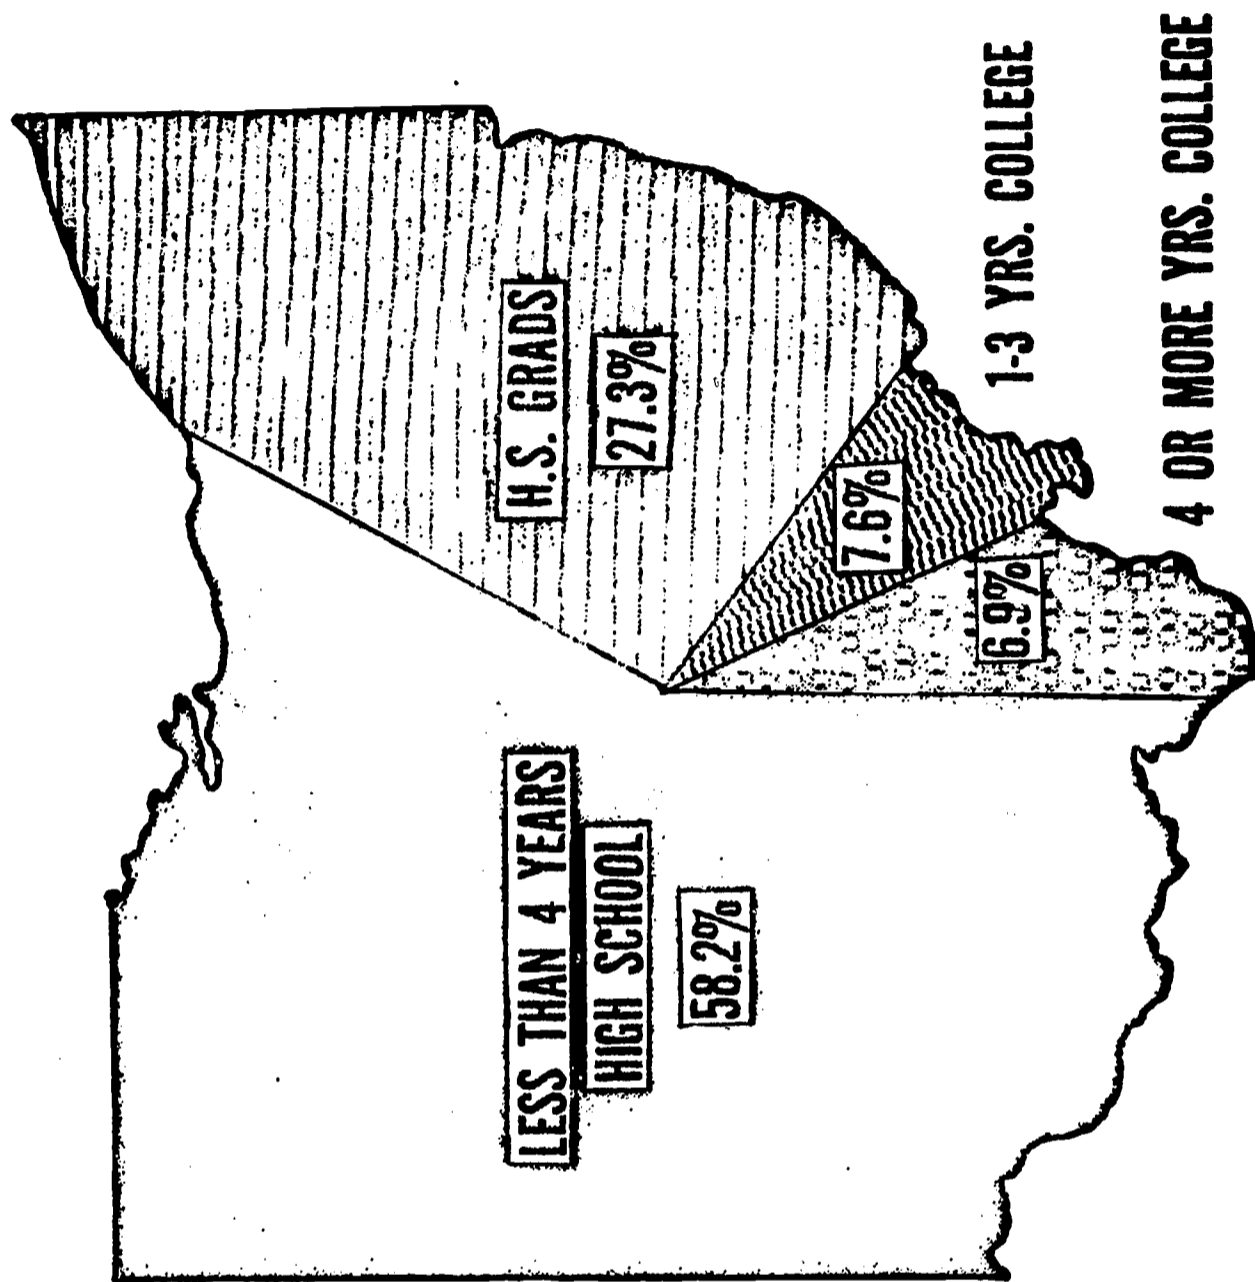 LESS THAN 4 YEARS
HIGH SCHOOL
58.2%
H.S. GRADS
27.3%
7.6%
6.9%
1-3 YRS. COLLEGE
4 OR MORE YRS. COLLEGE